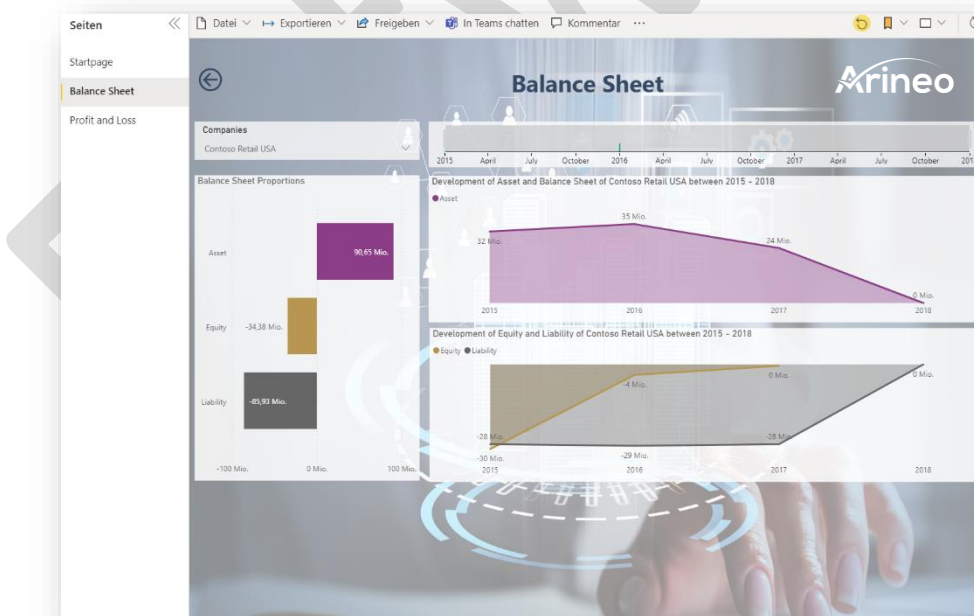 Seiten
Datei
Exportieren
Freigeben
In Teams chatten
Kommentar
Startpage
Balance Sheet
Profit and Loss
Balance Sheet
Arineo
Companies
Contoso Retail USA
2015 April July October 2016 April July October 2017 April July October
Balance Sheet Proportions
Asset
90,65 Mio.
Equity
-34,38 Mio.
Liability
-85,93 Mio.
-100 Mio. 0 Mio. 100 Mio.
Development of Asset and Balance Sheet of Contoso Retail USA between 2015 - 2018
Asset
32 Mio.
35 Mio.
24 Mio.
0 Mio.
2015 2016 2017 2018
Development of Equity and Liability of Contoso Retail USA between 2015 - 2018
Equity Liability
-4 Mio.
0 Mio.
0 Mio.
-28 Mio.
-28 Mio.
-30 Mio.
-29 Mio.
2015 2016 2017 2018